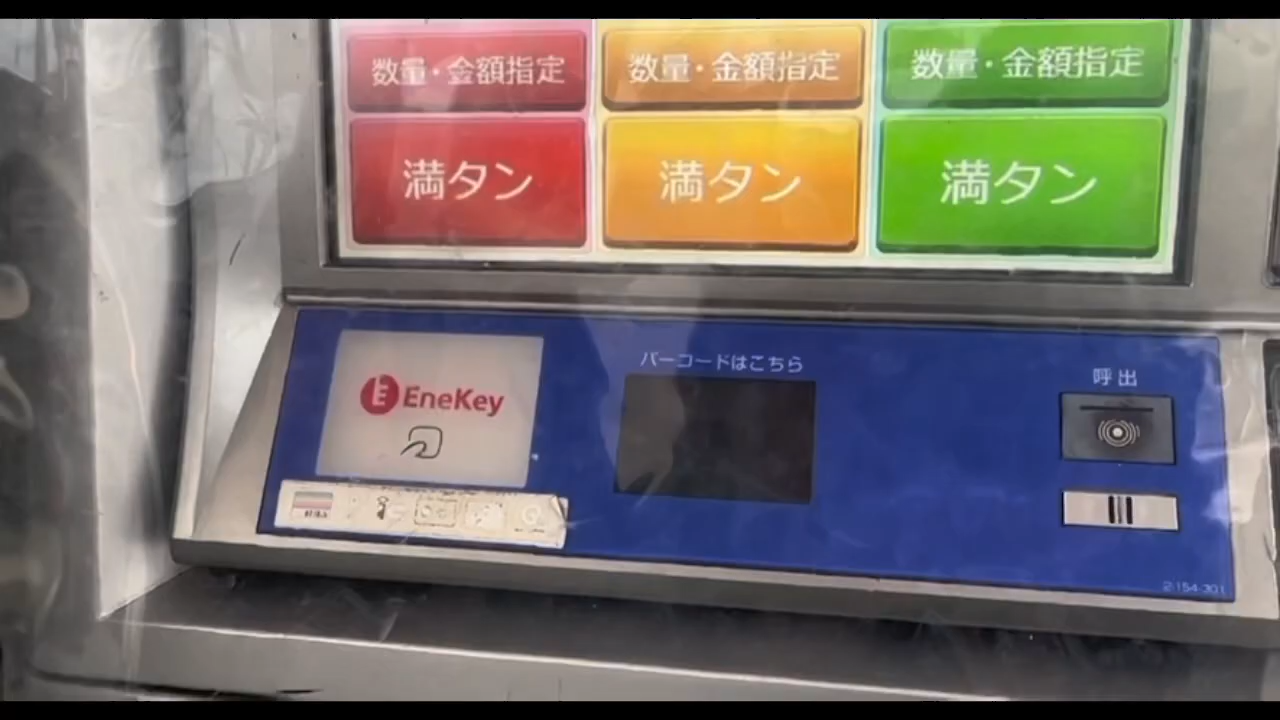 数量・金額指定
数量・金額指定
数量・金額指定
満タン
満タン
満タン
EneKey
バーコードはこちら
呼出